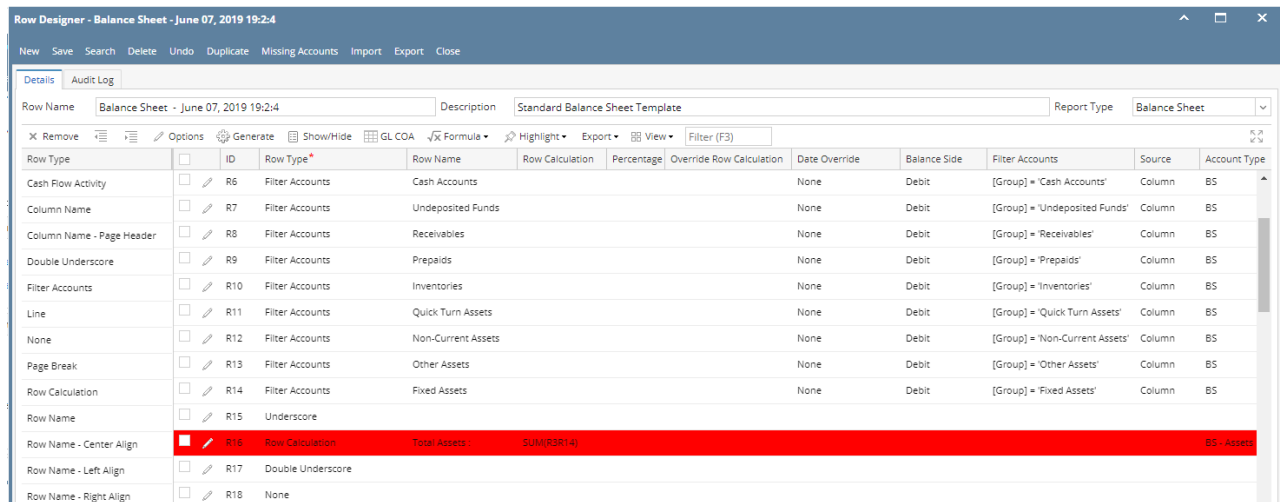 Row Designer - Balance Sheet - June 07, 2019 19:2:4
New Save Search Delete Undo Duplicate Missing Accounts Import Export Close
Details Audit Log
Row Name Balance Sheet - June 07, 2019 19:2:4 Description Standard Balance Sheet Template Report Type Balance Sheet
Remove Options Generate Show/Hide GL COA Formula Highlight Export View Filter (F3)
Row Type ID Row Type* Row Name Row Calculation Percentage Override Row Calculation Date Override Balance Side Filter Accounts Source Account Type
Cash Flow Activity R6 Filter Accounts Cash Accounts None Debit [Group] = 'Cash Accounts' Column BS
Column Name R7 Filter Accounts Undeposited Funds None Debit [Group] = 'Undeposited Funds' Column BS
Column Name - Page Header R8 Filter Accounts Receivables None Debit [Group] = 'Receivables' Column BS
Double Underscore R9 Filter Accounts Prepaids None Debit [Group] = 'Prepaids' Column BS
Filter Accounts R10 Filter Accounts Inventories None Debit [Group] = 'Inventories' Column BS
Line R11 Filter Accounts Quick Turn Assets None Debit [Group] = 'Quick Turn Assets' Column BS
None R12 Filter Accounts Non-Current Assets None Debit [Group] = 'Non-Current Assets' Column BS
Page Break R13 Filter Accounts Other Assets None Debit [Group] = 'Other Assets' Column BS
Row Calculation R14 Filter Accounts Fixed Assets None Debit [Group] = 'Fixed Assets' Column BS
Row Name R15 Underscore
Row Name - Center Align R16 Row Calculation Total Assets : SUM(R3R14) BS - Assets
Row Name - Left Align R17 Double Underscore
Row Name - Right Align R18 None